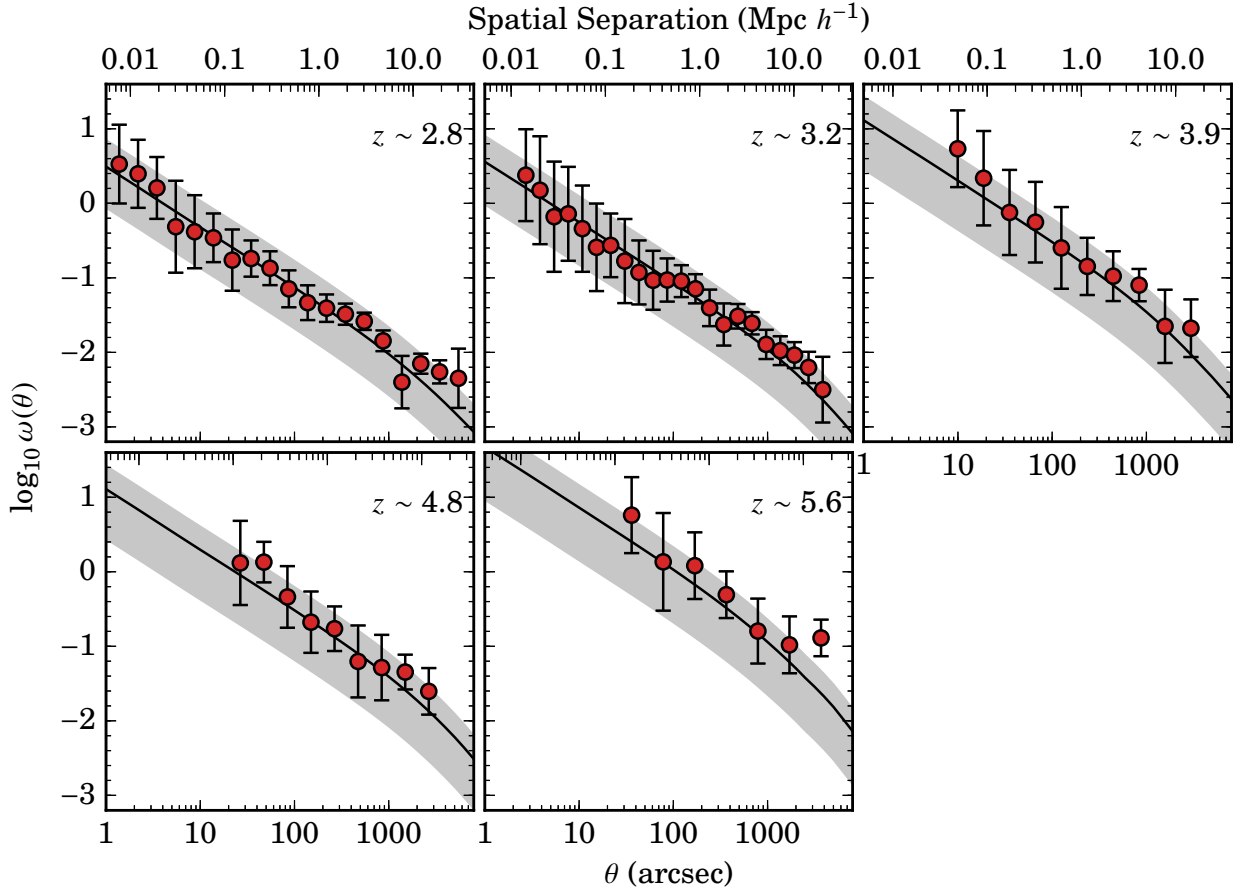 Spatial Separation (Mpc h⁻¹)
0.01 0.1 1.0 10.0 0.01 0.1 1.0 10.0 0.01 0.1 1.0 10.0
z ~ 2.8 z ~ 3.2 z ~ 3.9
1
0
−1
−2
−3
1 10 100 1000
z ~ 4.8 z ~ 5.6
1
0
−1
−2
−3
log₁₀ ω(θ)
1 10 100 1000 1 10 100 1000
θ (arcsec)